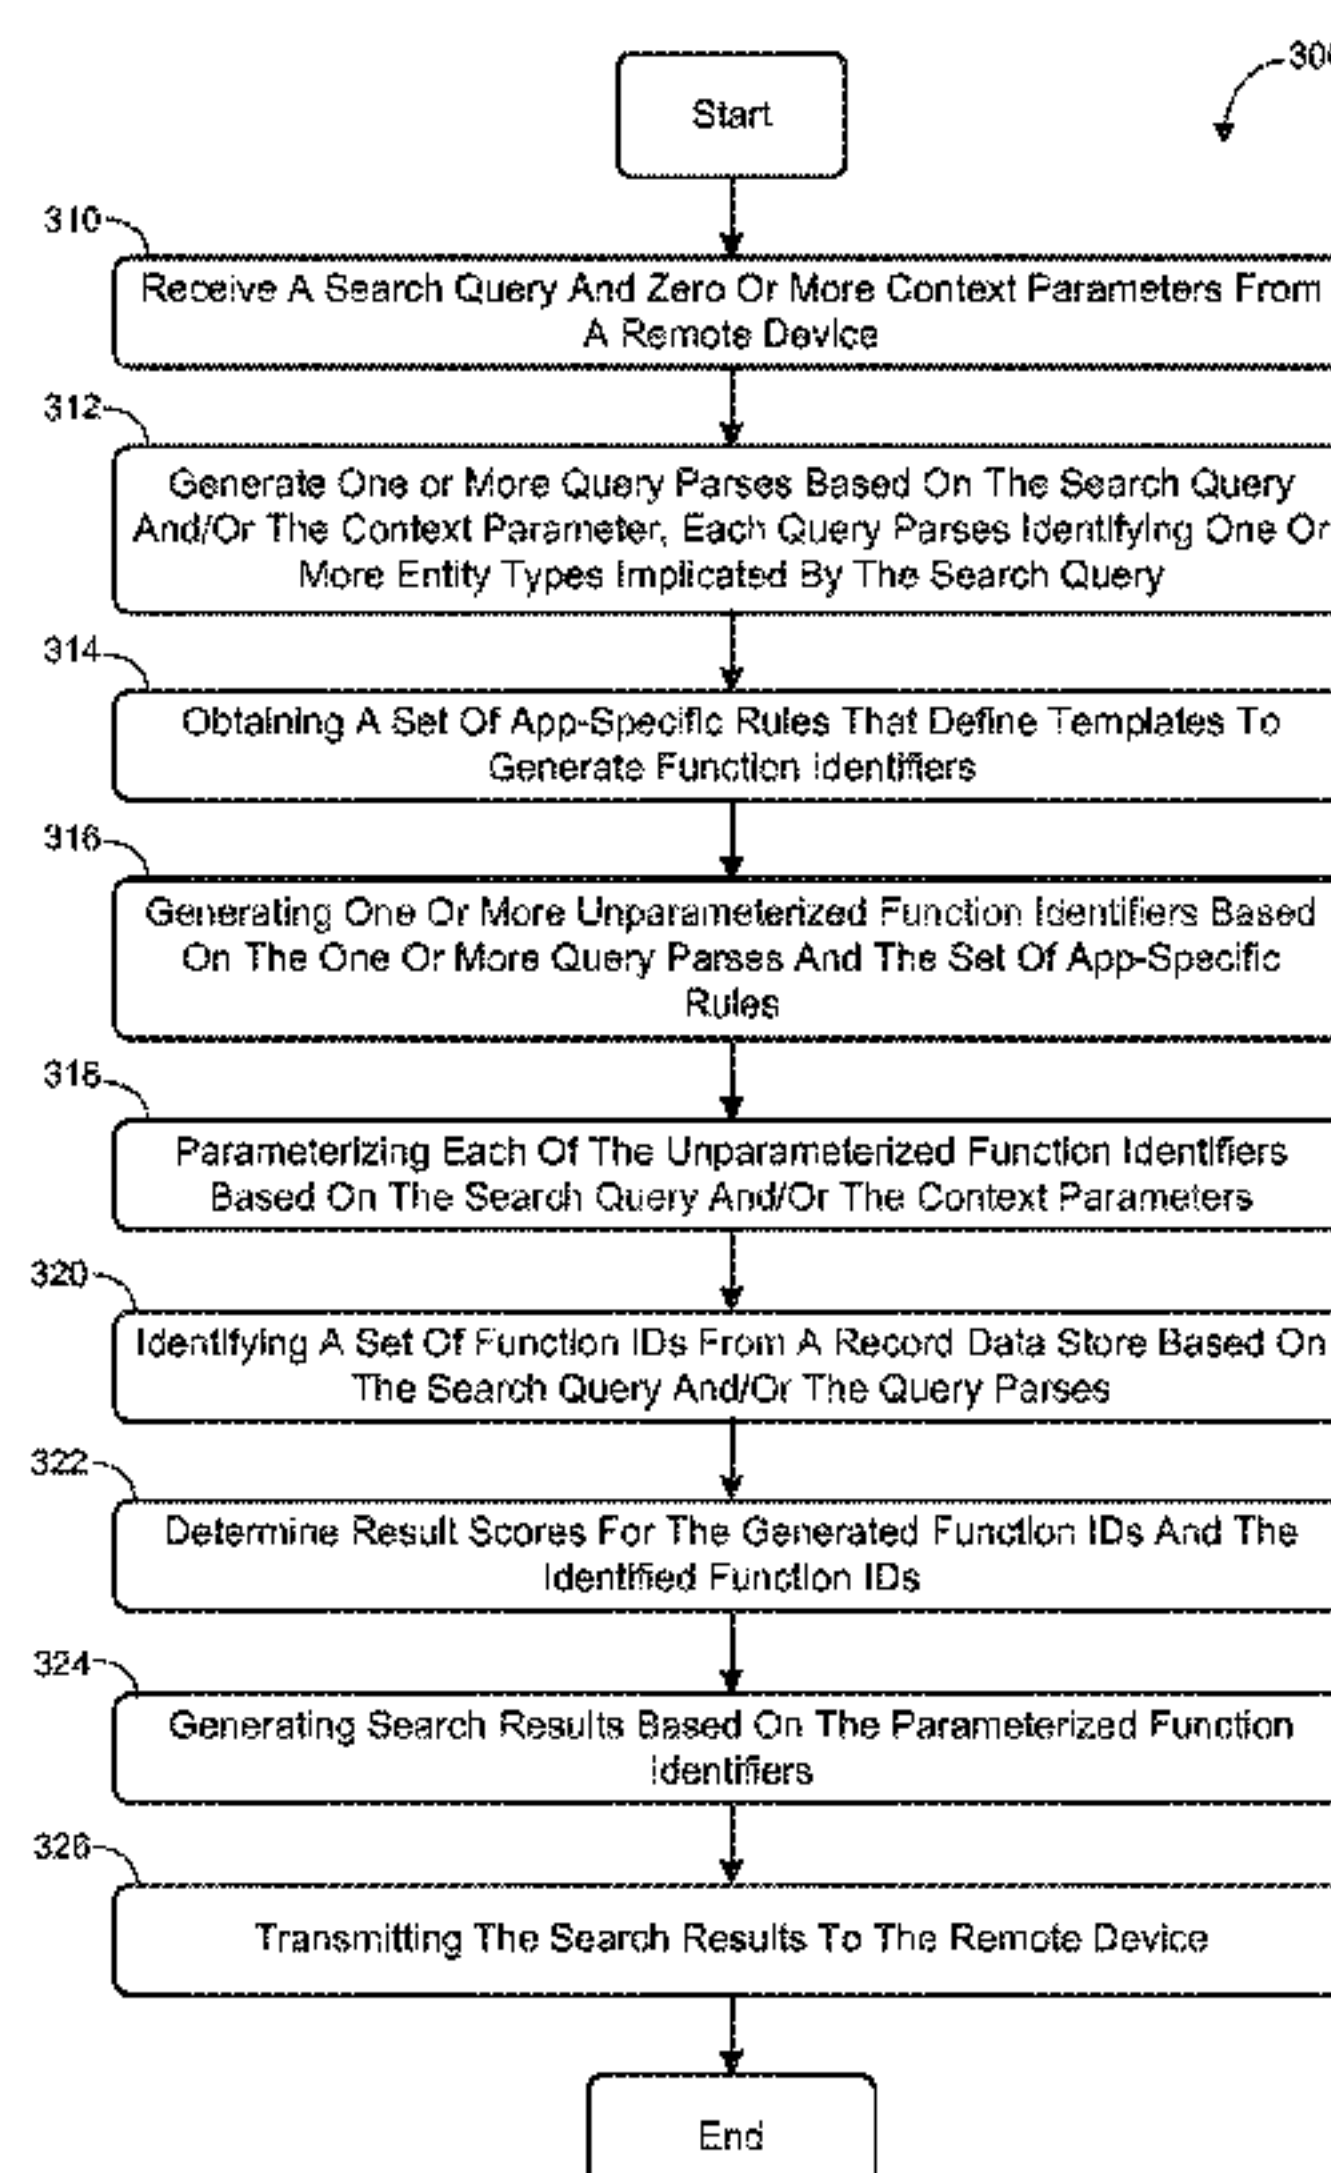 Start
310
Receive A Search Query And Zero Or More Context Parameters From
A Remote Device
312
Generate One or More Query Parses Based On The Search Query
And/Or The Context Parameter, Each Query Parses Identifying One Or
More Entity Types Implicated By The Search Query
314
Obtaining A Set Of App-Specific Rules That Define Templates To
Generate Function Identifiers
316
Generating One Or More Unparameterized Function Identifiers Based
On The One Or More Query Parses And The Set Of App-Specific
Rules
318
Parameterizing Each Of The Unparameterized Function Identifiers
Based On The Search Query And/Or The Context Parameters
320
Identifying A Set Of Function IDs From A Record Data Store Based On
The Search Query And/Or The Query Parses
322
Determine Result Scores For The Generated Function IDs And The
Identified Function IDs
324
Generating Search Results Based On The Parameterized Function
Identifiers
326
Transmitting The Search Results To The Remote Device
End